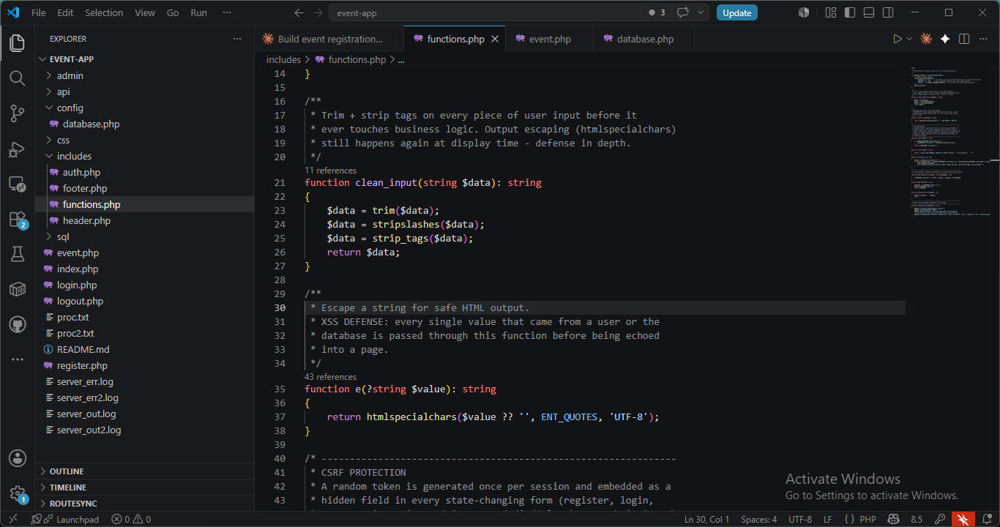 File Edit Selection View Go Run ···
event-app
3
Update
EXPLORER
EVENT-APP
admin
api
config
database.php
css
includes
auth.php
footer.php
functions.php
header.php
sql
event.php
index.php
login.php
logout.php
proc.txt
proc2.txt
README.md
register.php
server_err.log
server_err2.log
server_out.log
server_out2.log
OUTLINE
TIMELINE
ROUTESYNC
2
1
Build event registration...
functions.php
event.php
database.php
includes > functions.php > ...
14 }
15
16 /**
17 * Trim + strip tags on every piece of user input before it
18 * ever touches business logic. Output escaping (htmlspecialchars)
19 * still happens again at display time - defense in depth.
20 */
11 references
21 function clean_input(string $data): string
22 {
23 $data = trim($data);
24 $data = stripslashes($data);
25 $data = strip_tags($data);
26 return $data;
27 }
28
29 /**
30 * Escape a string for safe HTML output.
31 * XSS DEFENSE: every single value that came from a user or the
32 * database is passed through this function before being echoed
33 * into a page.
34 */
43 references
35 function e(?string $value): string
36 {
37 return htmlspecialchars($value ?? '', ENT_QUOTES, 'UTF-8');
38 }
39
40 /* ---------------------------------------------------------------
41 * CSRF PROTECTION
42 * A random token is generated once per session and embedded as a
43 * hidden field in every state-changing form (register, login,
Activate Windows
Go to Settings to activate Windows.
Launchpad 0 0
Ln 30, Col 1 Spaces: 4 UTF-8 LF { } PHP 8.5